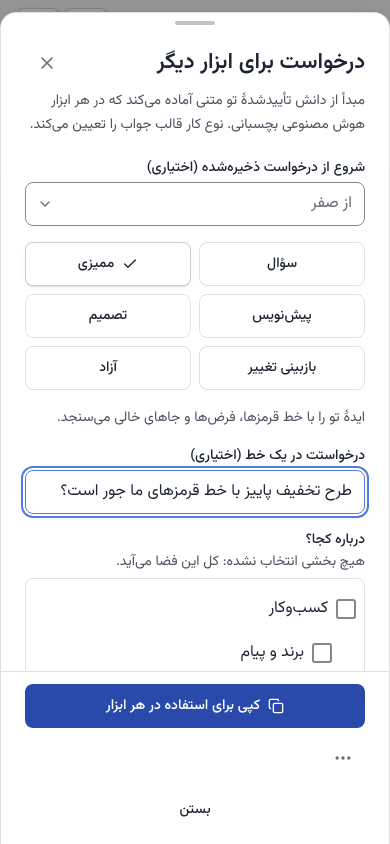 درخواست برای ابزار دیگر
مبدأ از دانش تأییدشدهٔ تو متنی آماده می‌کند که در هر ابزار
هوش مصنوعی بچسبانی. نوع کار قالب جواب را تعیین می‌کند.
شروع از درخواست ذخیره‌شده (اختیاری)
از صفر
سؤال
ممیزی
پیش‌نویس
تصمیم
بازبینی تغییر
آزاد
ایدهٔ تو را با خط قرمزها، فرض‌ها و جاهای خالی می‌سنجد.
درخواستت در یک خط (اختیاری)
طرح تخفیف پاییز با خط قرمزهای ما جور است؟
درباره کجا؟
هیچ بخشی انتخاب نشده: کل این فضا می‌آید.
کسب‌وکار
برند و پیام
کپی برای استفاده در هر ابزار
بستن